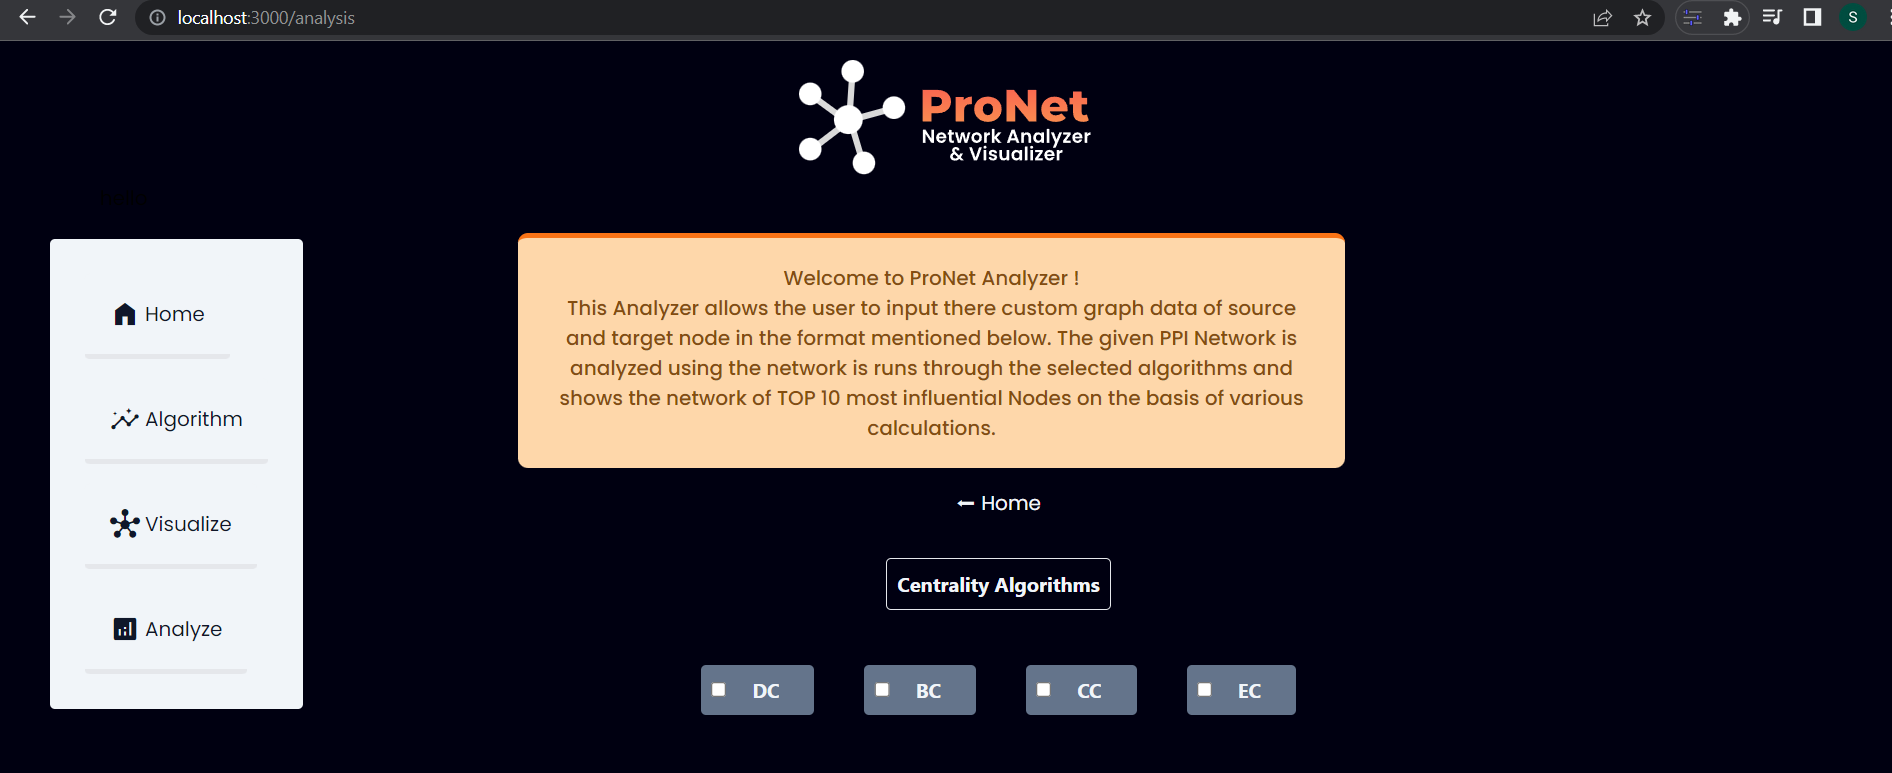 localhost:3000/analysis
S
ProNet
Network Analyzer
& Visualizer
Home
Algorithm
Visualize
Analyze
Welcome to ProNet Analyzer !
This Analyzer allows the user to input there custom graph data of source
and target node in the format mentioned below. The given PPI Network is
analyzed using the network is runs through the selected algorithms and
shows the network of TOP 10 most influential Nodes on the basis of various
calculations.
Home
Centrality Algorithms
DC
BC
CC
EC